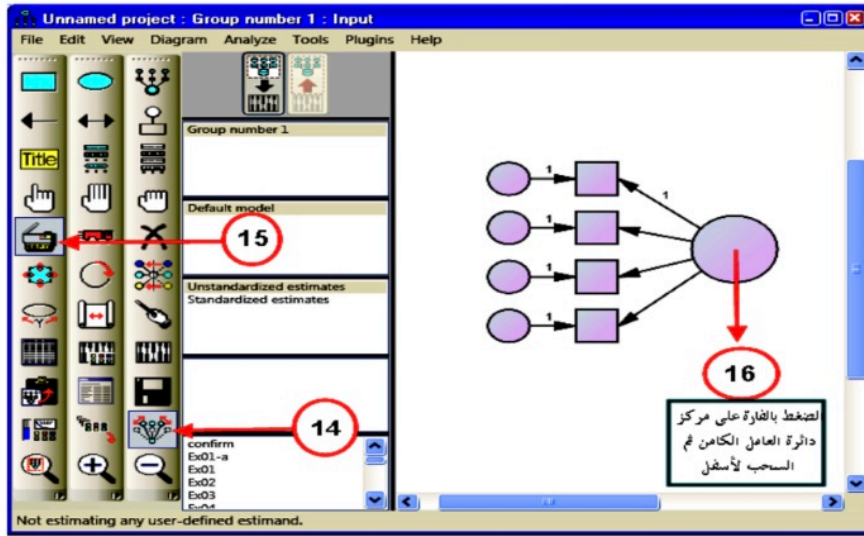 Unnamed project : Group number 1 : Input
File Edit View Diagram Analyze Tools Plugins Help
Title
Group number 1
Default model
Unstandardized estimates
Standardized estimates
confirm
Ex01-a
Ex01
Ex02
Ex03
Ex04
15
14
1
1
1
1
1
16
الضغط بالفارة على مركز
دائرة العامل الكامن ثم
السحب لأسفل
Not estimating any user-defined estimand.